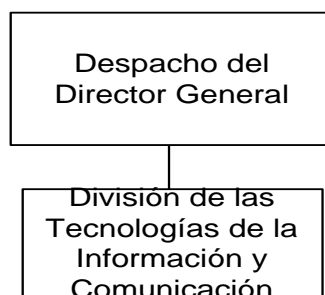 Despacho del
Director General
División de las
Tecnologías de la
Información y
Comunicación